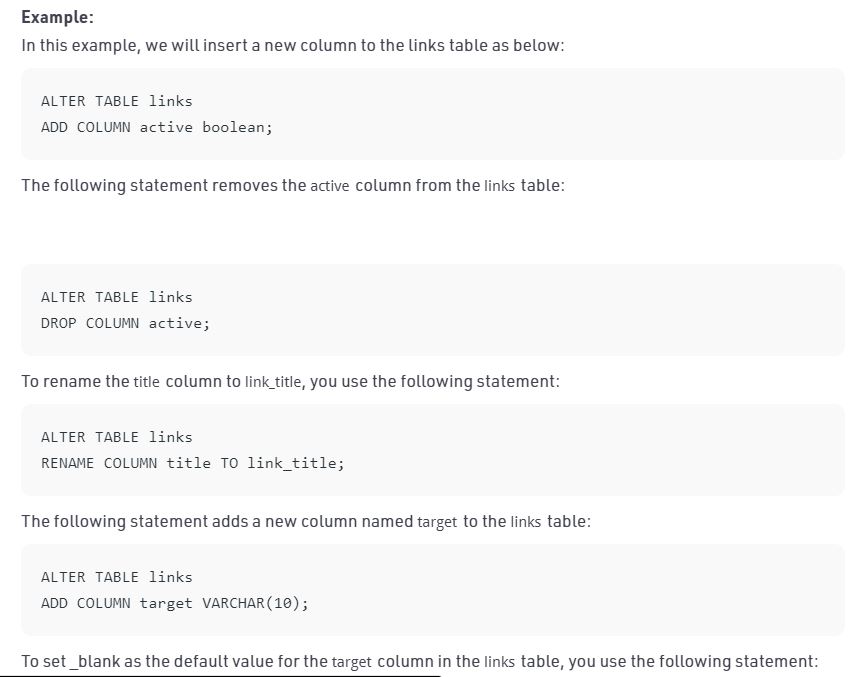 Example:
In this example, we will insert a new column to the links table as below:
ALTER TABLE links
ADD COLUMN active boolean;
The following statement removes the active column from the links table:
ALTER TABLE links
DROP COLUMN active;
To rename the title column to link_title, you use the following statement:
ALTER TABLE links
RENAME COLUMN title TO link_title;
The following statement adds a new column named target to the links table:
ALTER TABLE links
ADD COLUMN target VARCHAR(10);
To set _blank as the default value for the target column in the links table, you use the following statement: